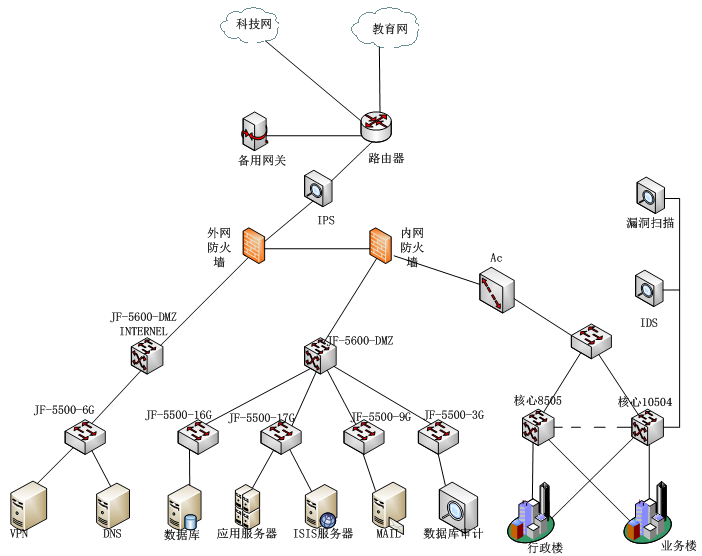 科技网
教育网
备用网关
路由器
IPS
漏洞扫描
外网
防火
墙
内网
防火
墙
Ac
JF-5600-DMZ
INTERNEL
IDS
JF-5600-DMZ
JF-5500-6G
JF-5500-16G
JF-5500-17G
JF-5500-9G
JF-5500-3G
核心8505
核心10504
VPN
DNS
数据库
应用服务器
ISIS服务器
MAIL
数据库审计
行政楼
业务楼